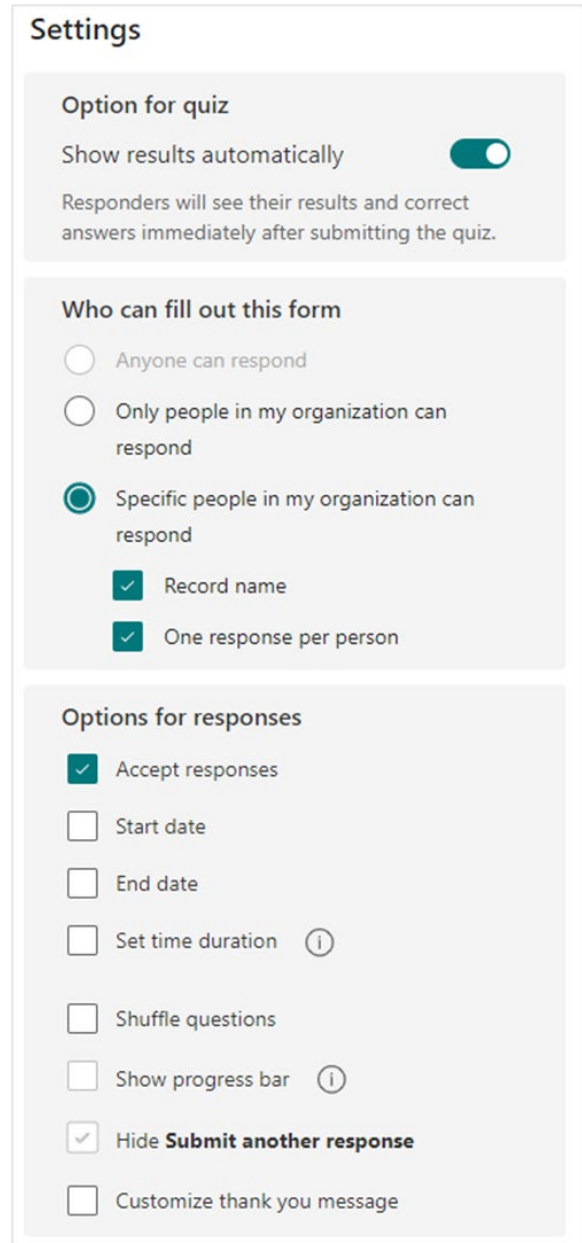 Settings
Option for quiz
Show results automatically
Responders will see their results and correct
answers immediately after submitting the quiz.
Who can fill out this form
Anyone can respond
Only people in my organization can
respond
Specific people in my organization can
respond
Record name
One response per person
Options for responses
Accept responses
Start date
End date
Set time duration
Shuffle questions
Show progress bar
Hide Submit another response
Customize thank you message